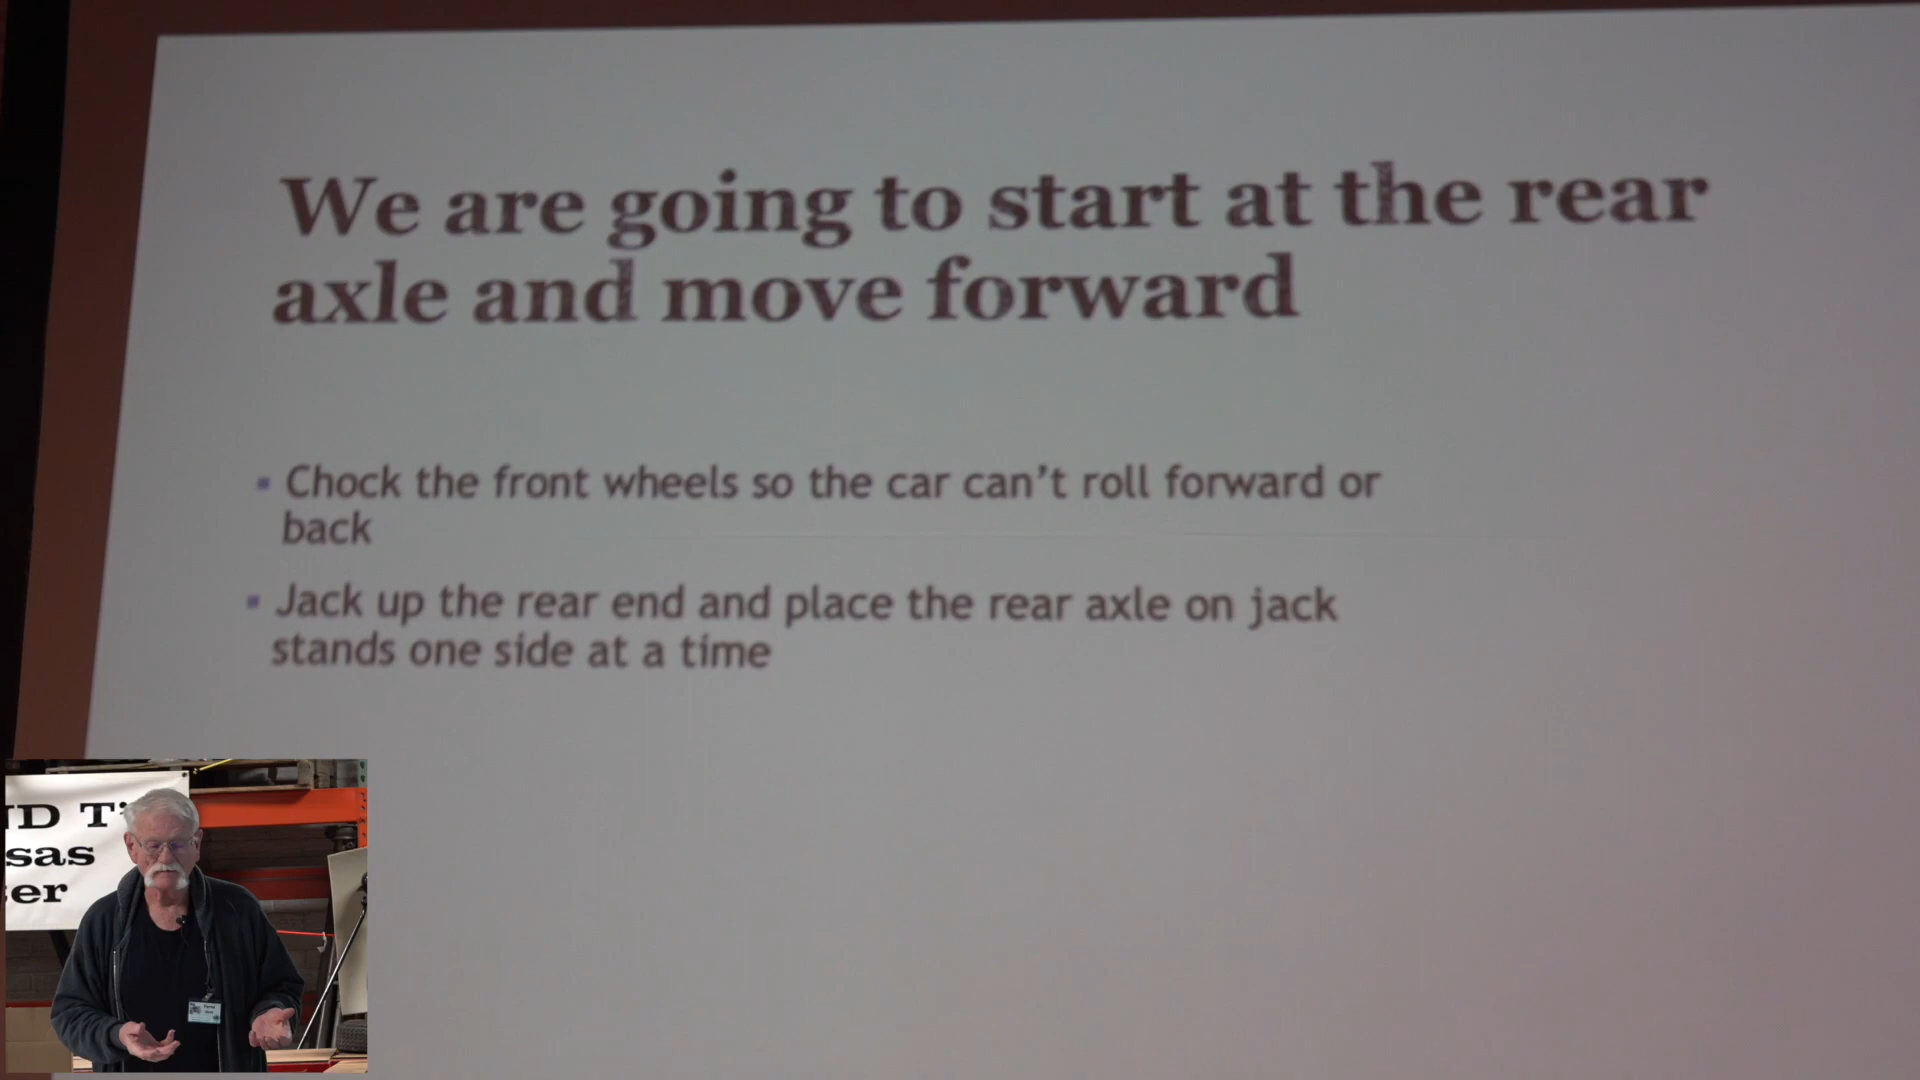 We are going to start at the rear
axle and move forward
▪ Chock the front wheels so the car can't roll forward or
back
▪ Jack up the rear end and place the rear axle on jack
stands one side at a time
ND Ti
sas
er